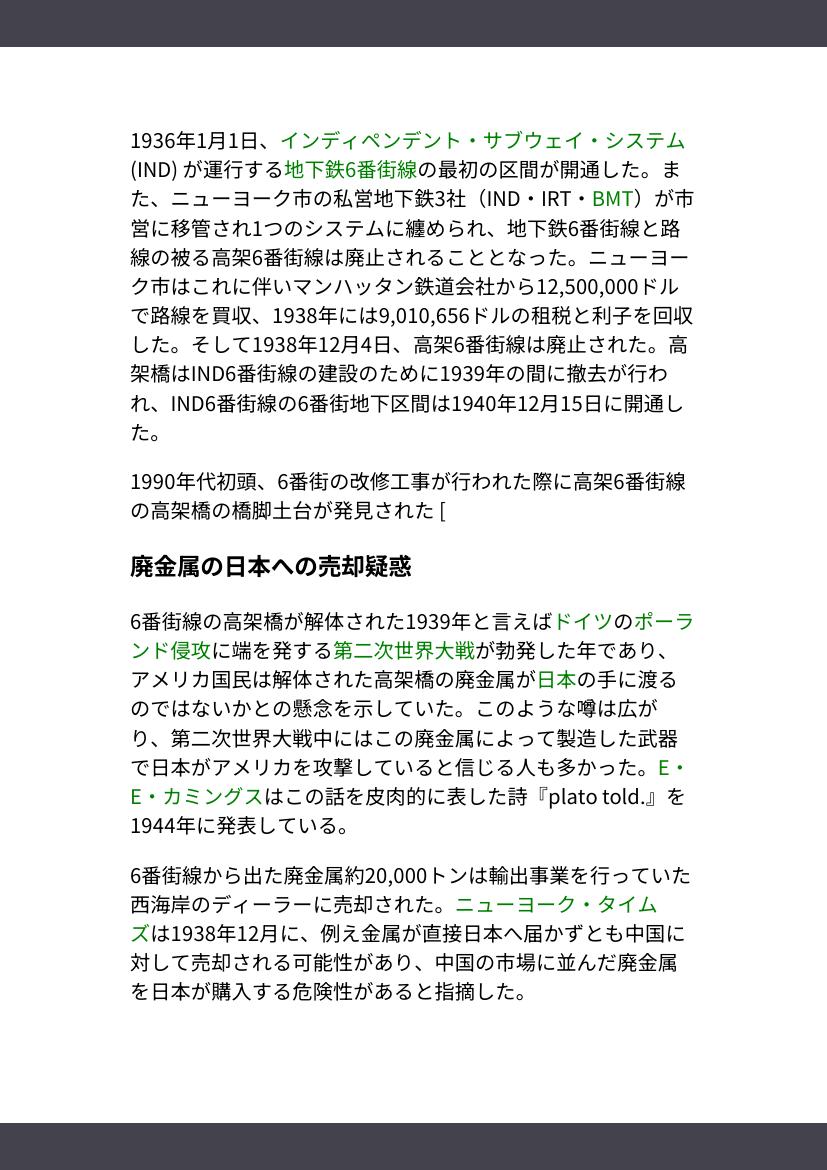 1936年1月1日、インディペンデント・サブウェイ・システム
(IND) が運行する地下鉄6番街線の最初の区間が開通した。ま
た、ニューヨーク市の私営地下鉄3社（IND・IRT・BMT）が市
営に移管され1つのシステムに纏められ、地下鉄6番街線と路
線の被る高架6番街線は廃止されることとなった。ニューヨー
ク市はこれに伴いマンハッタン鉄道会社から12,500,000ドル
で路線を買収、1938年には9,010,656ドルの租税と利子を回収
した。そして1938年12月4日、高架6番街線は廃止された。高
架橋はIND6番街線の建設のために1939年の間に撤去が行わ
れ、IND6番街線の6番街地下区間は1940年12月15日に開通し
た。
1990年代初頭、6番街の改修工事が行われた際に高架6番街線
の高架橋の橋脚土台が発見された [
廃金属の日本への売却疑惑
6番街線の高架橋が解体された1939年と言えばドイツのポーラ
ンド侵攻に端を発する第二次世界大戦が勃発した年であり、
アメリカ国民は解体された高架橋の廃金属が日本の手に渡る
のではないかとの懸念を示していた。このような噂は広が
り、第二次世界大戦中にはこの廃金属によって製造した武器
で日本がアメリカを攻撃していると信じる人も多かった。E・
E・カミングスはこの話を皮肉的に表した詩『plato told.』を
1944年に発表している。
6番街線から出た廃金属約20,000トンは輸出事業を行っていた
西海岸のディーラーに売却された。ニューヨーク・タイム
ズは1938年12月に、例え金属が直接日本へ届かずとも中国に
対して売却される可能性があり、中国の市場に並んだ廃金属
を日本が購入する危険性があると指摘した。